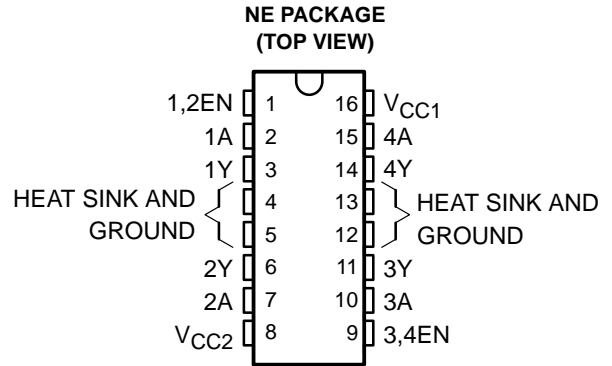 NE PACKAGE
(TOP VIEW)
1,2EN 1 16 VCC1
1A 2 15 4A
1Y 3 14 4Y
HEAT SINK AND 4 13 HEAT SINK AND
GROUND 5 12 GROUND
2Y 6 11 3Y
2A 7 10 3A
VCC2 8 9 3,4EN